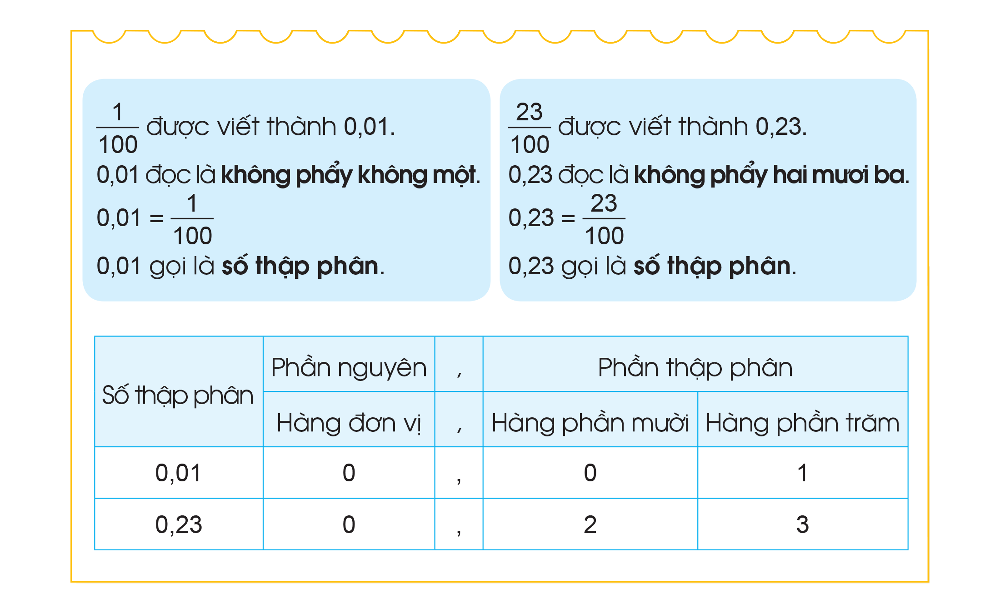 1/100 được viết thành 0,01.
0,01 đọc là không phẩy không một.
0,01 = 1/100
0,01 gọi là số thập phân.
23/100 được viết thành 0,23.
0,23 đọc là không phẩy hai mươi ba.
0,23 = 23/100
0,23 gọi là số thập phân.
Số thập phân
Phần nguyên , Phần thập phân
Hàng đơn vị , Hàng phần mười Hàng phần trăm
0,01 0 , 0 1
0,23 0 , 2 3